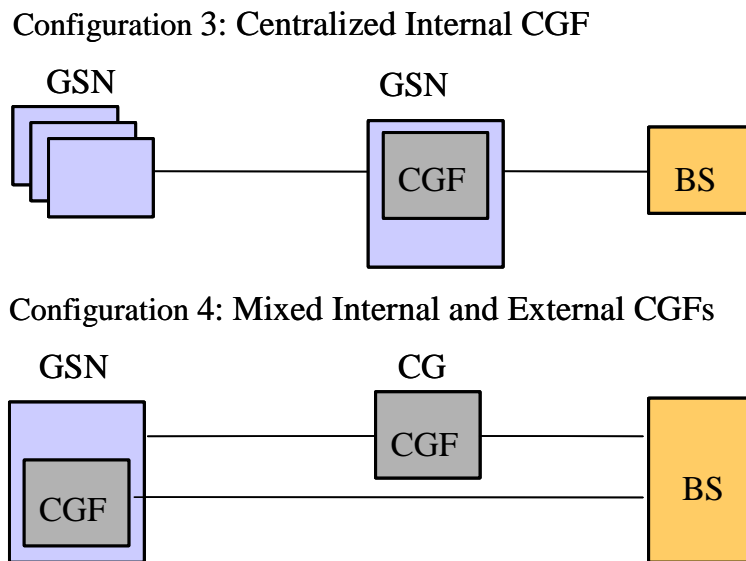 Configuration 3: Centralized Internal CGF
GSN
GSN
CGF
BS
Configuration 4: Mixed Internal and External CGFs
GSN
CG
CGF
CGF
BS